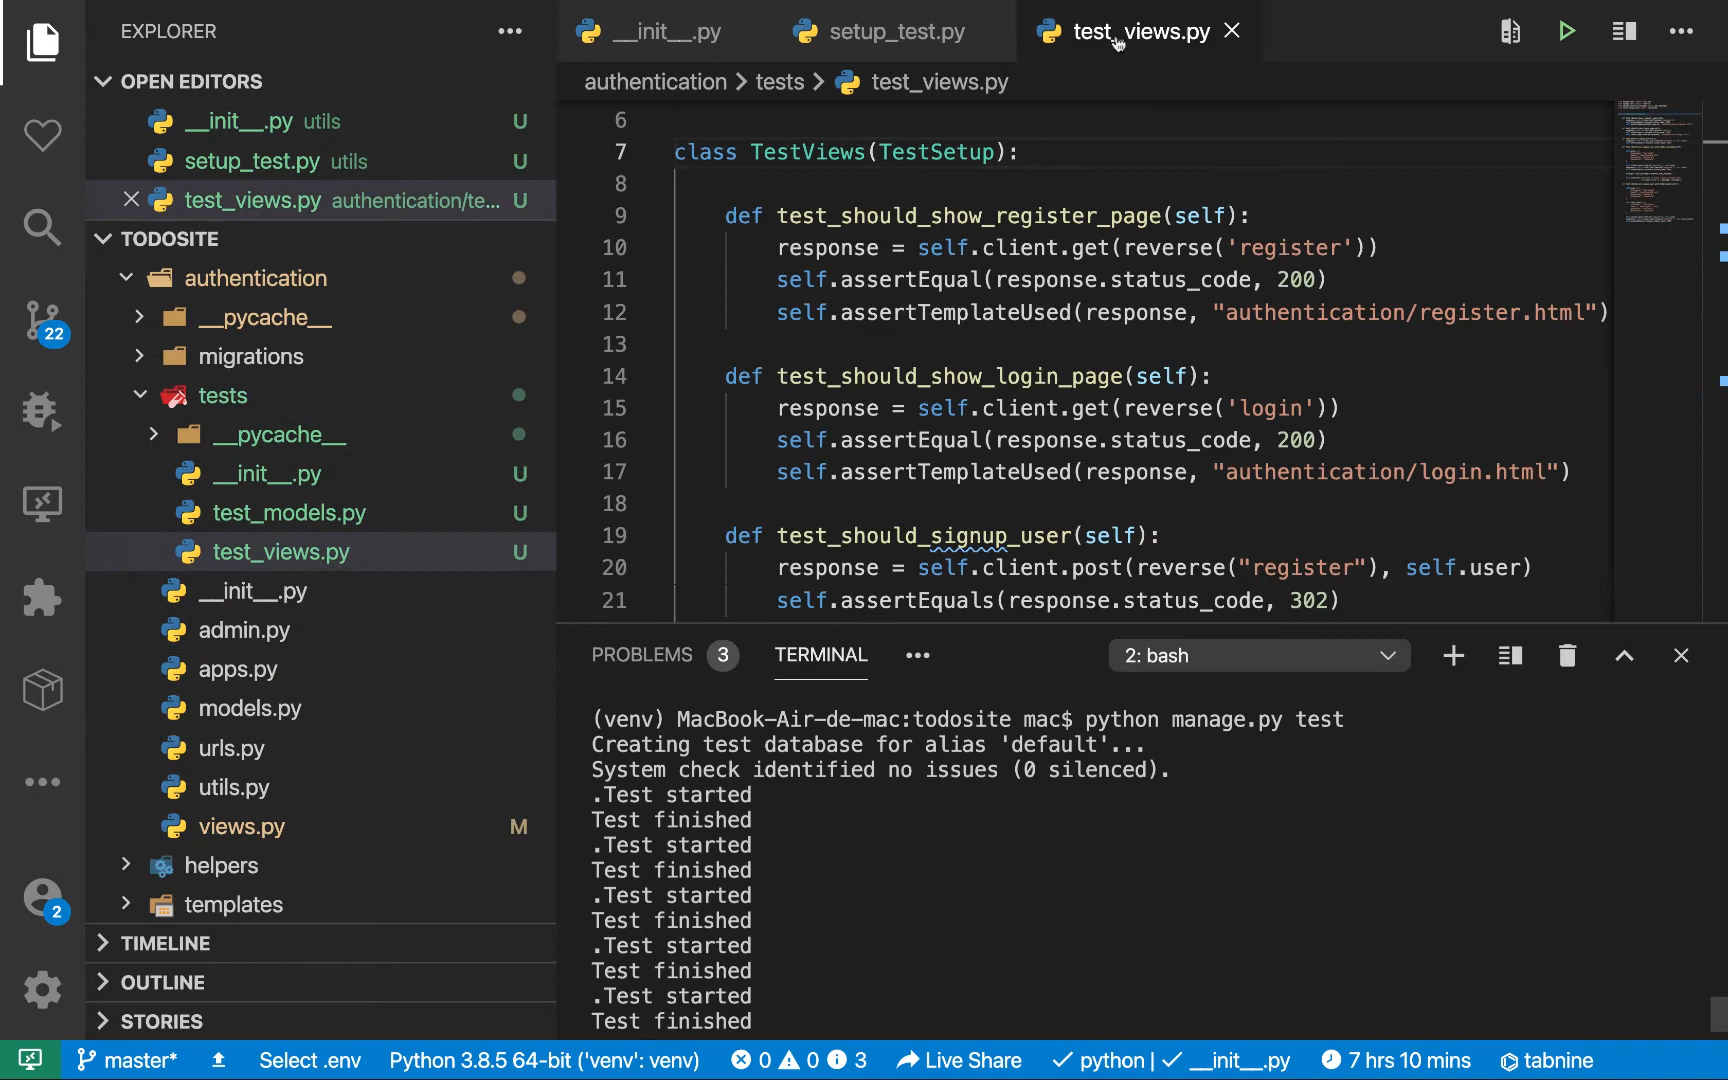 EXPLORER
OPEN EDITORS
__init__.py utils U
setup_test.py utils U
test_views.py authentication/te... U
TODOSITE
authentication
__pycache__
migrations
tests
__pycache__
__init__.py U
test_models.py U
test_views.py U
__init__.py
admin.py
apps.py
models.py
urls.py
utils.py
views.py M
helpers
templates
TIMELINE
OUTLINE
STORIES
22
2
__init__.py setup_test.py test_views.py
authentication > tests > test_views.py
6
7 class TestViews(TestSetup):
8
9 def test_should_show_register_page(self):
10 response = self.client.get(reverse('register'))
11 self.assertEqual(response.status_code, 200)
12 self.assertTemplateUsed(response, "authentication/register.html")
13
14 def test_should_show_login_page(self):
15 response = self.client.get(reverse('login'))
16 self.assertEqual(response.status_code, 200)
17 self.assertTemplateUsed(response, "authentication/login.html")
18
19 def test_should_signup_user(self):
20 response = self.client.post(reverse("register"), self.user)
21 self.assertEquals(response.status_code, 302)
PROBLEMS 3 TERMINAL 2: bash
(venv) MacBook-Air-de-mac:todosite mac$ python manage.py test
Creating test database for alias 'default'...
System check identified no issues (0 silenced).
.Test started
Test finished
.Test started
Test finished
.Test started
Test finished
.Test started
Test finished
.Test started
Test finished
master* Select .env Python 3.8.5 64-bit ('venv': venv) 0 0 3 Live Share python | __init__.py 7 hrs 10 mins tabnine